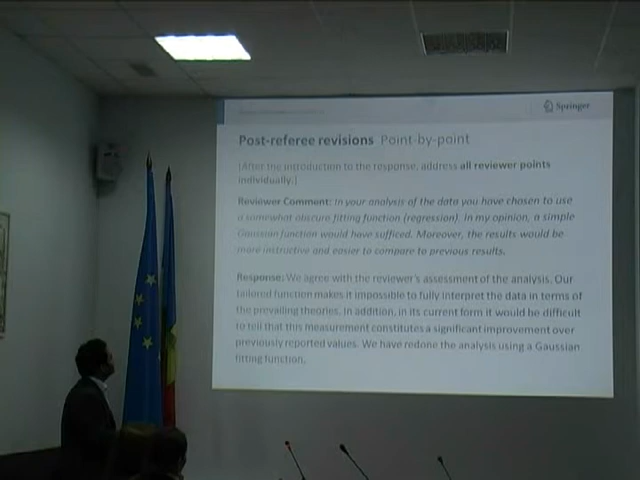 Springer
Post-referee revisions Point-by-point
[After the introduction to the response, address all reviewer points
individually.]
Reviewer Comment: In your analysis of the data you have chosen to use
a somewhat obscure fitting function (regression). In my opinion, a simple
Gaussian function would have sufficed. Moreover, the results would be
more instructive and easier to compare to previous results.
Response: We agree with the reviewer's assessment of the analysis. Our
tailored function makes it impossible to fully interpret the data in terms of
the prevailing theories. In addition, in its current form it would be difficult
to tell that this measurement constitutes a significant improvement over
previously reported values. We have redone the analysis using a Gaussian
fitting function.